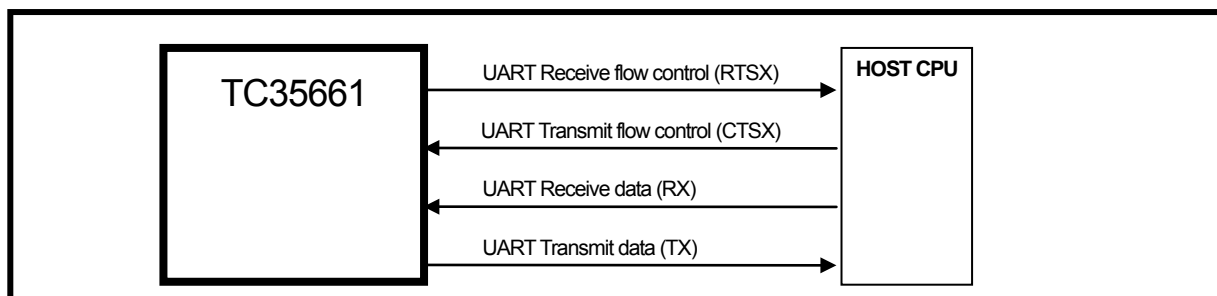 TC35661
UART Receive flow control (RTSX)
HOST CPU
UART Transmit flow control (CTSX)
UART Receive data (RX)
UART Transmit data (TX)